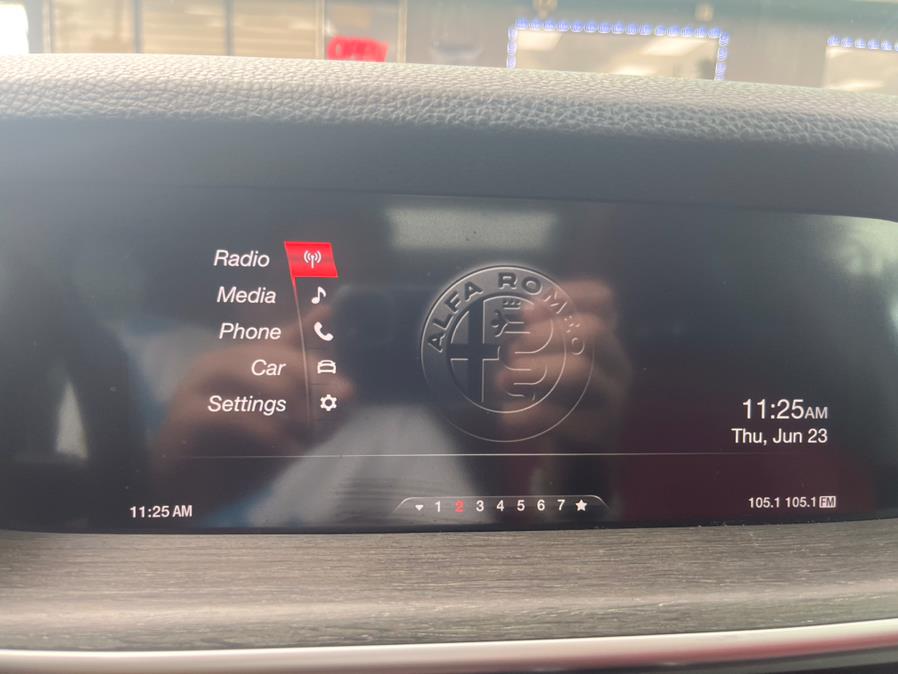 Radio
Media
Phone
Car
Settings
ALFA ROMEO
11:25AM
Thu, Jun 23
11:25 AM
1 2 3 4 5 6 7
105.1 105.1 FM